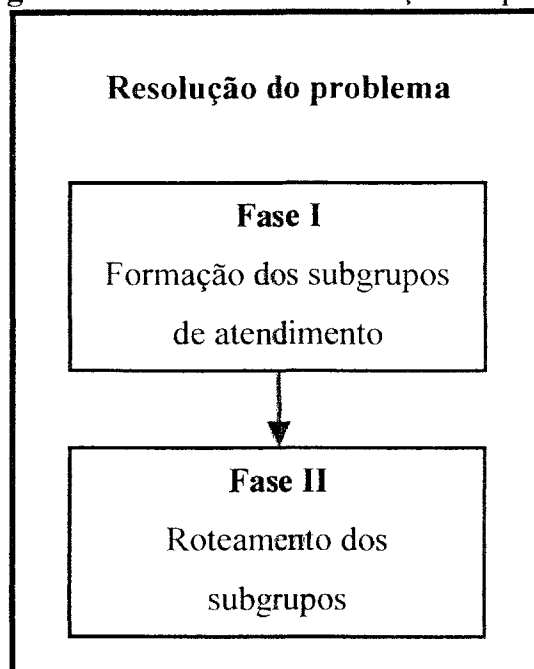 Resolução do problema
Fase I
Formação dos subgrupos
de atendimento
Fase II
Roteamento dos
subgrupos